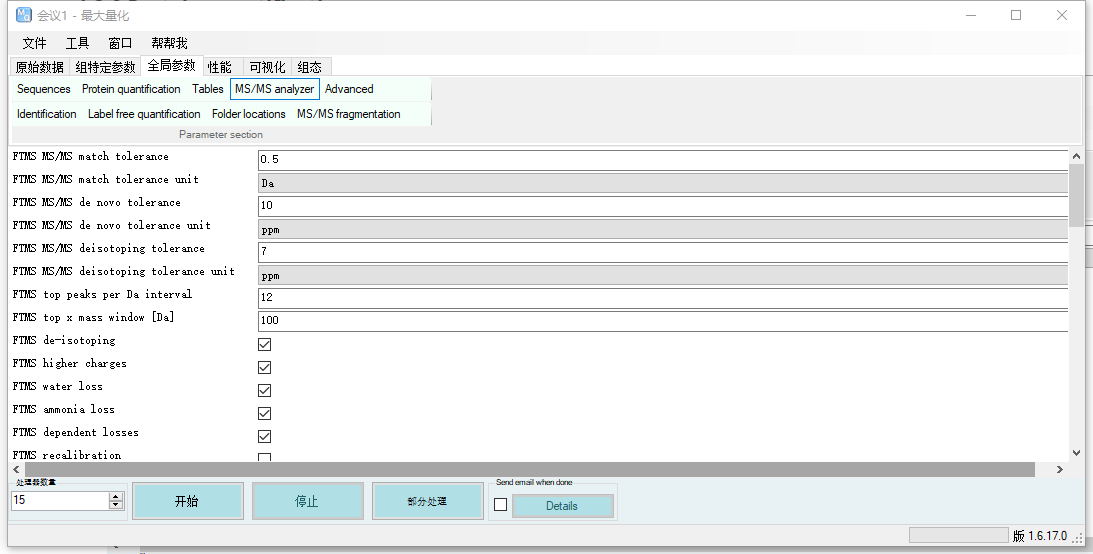 会议1 - 最大量化
文件 工具 窗口 帮帮我
原始数据 组特定参数 全局参数 性能 可视化 组态
Sequences Protein quantification Tables MS/MS analyzer Advanced
Identification Label free quantification Folder locations MS/MS fragmentation
Parameter section
FTMS MS/MS match tolerance 0.5
FTMS MS/MS match tolerance unit Da
FTMS MS/MS de novo tolerance 10
FTMS MS/MS de novo tolerance unit ppm
FTMS MS/MS deisotoping tolerance 7
FTMS MS/MS deisotoping tolerance unit ppm
FTMS top peaks per Da interval 12
FTMS top x mass window [Da] 100
FTMS de-isotoping
FTMS higher charges
FTMS water loss
FTMS ammonia loss
FTMS dependent losses
FTMS recalibration
处理器数量 Send email when done
15 开始 停止 部分处理 Details
版 1.6.17.0